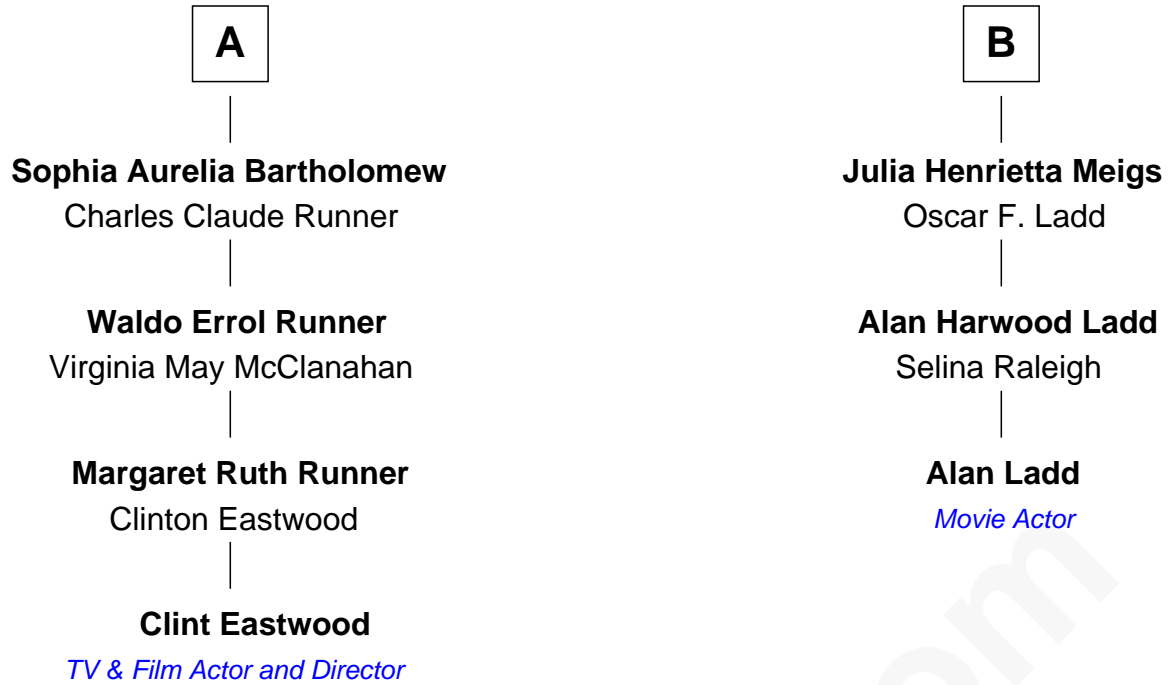 A
Sophia Aurelia Bartholomew
Charles Claude Runner
Waldo Errol Runner
Virginia May McClanahan
Margaret Ruth Runner
Clinton Eastwood
Clint Eastwood
TV & Film Actor and Director
B
Julia Henrietta Meigs
Oscar F. Ladd
Alan Harwood Ladd
Selina Raleigh
Alan Ladd
Movie Actor
om